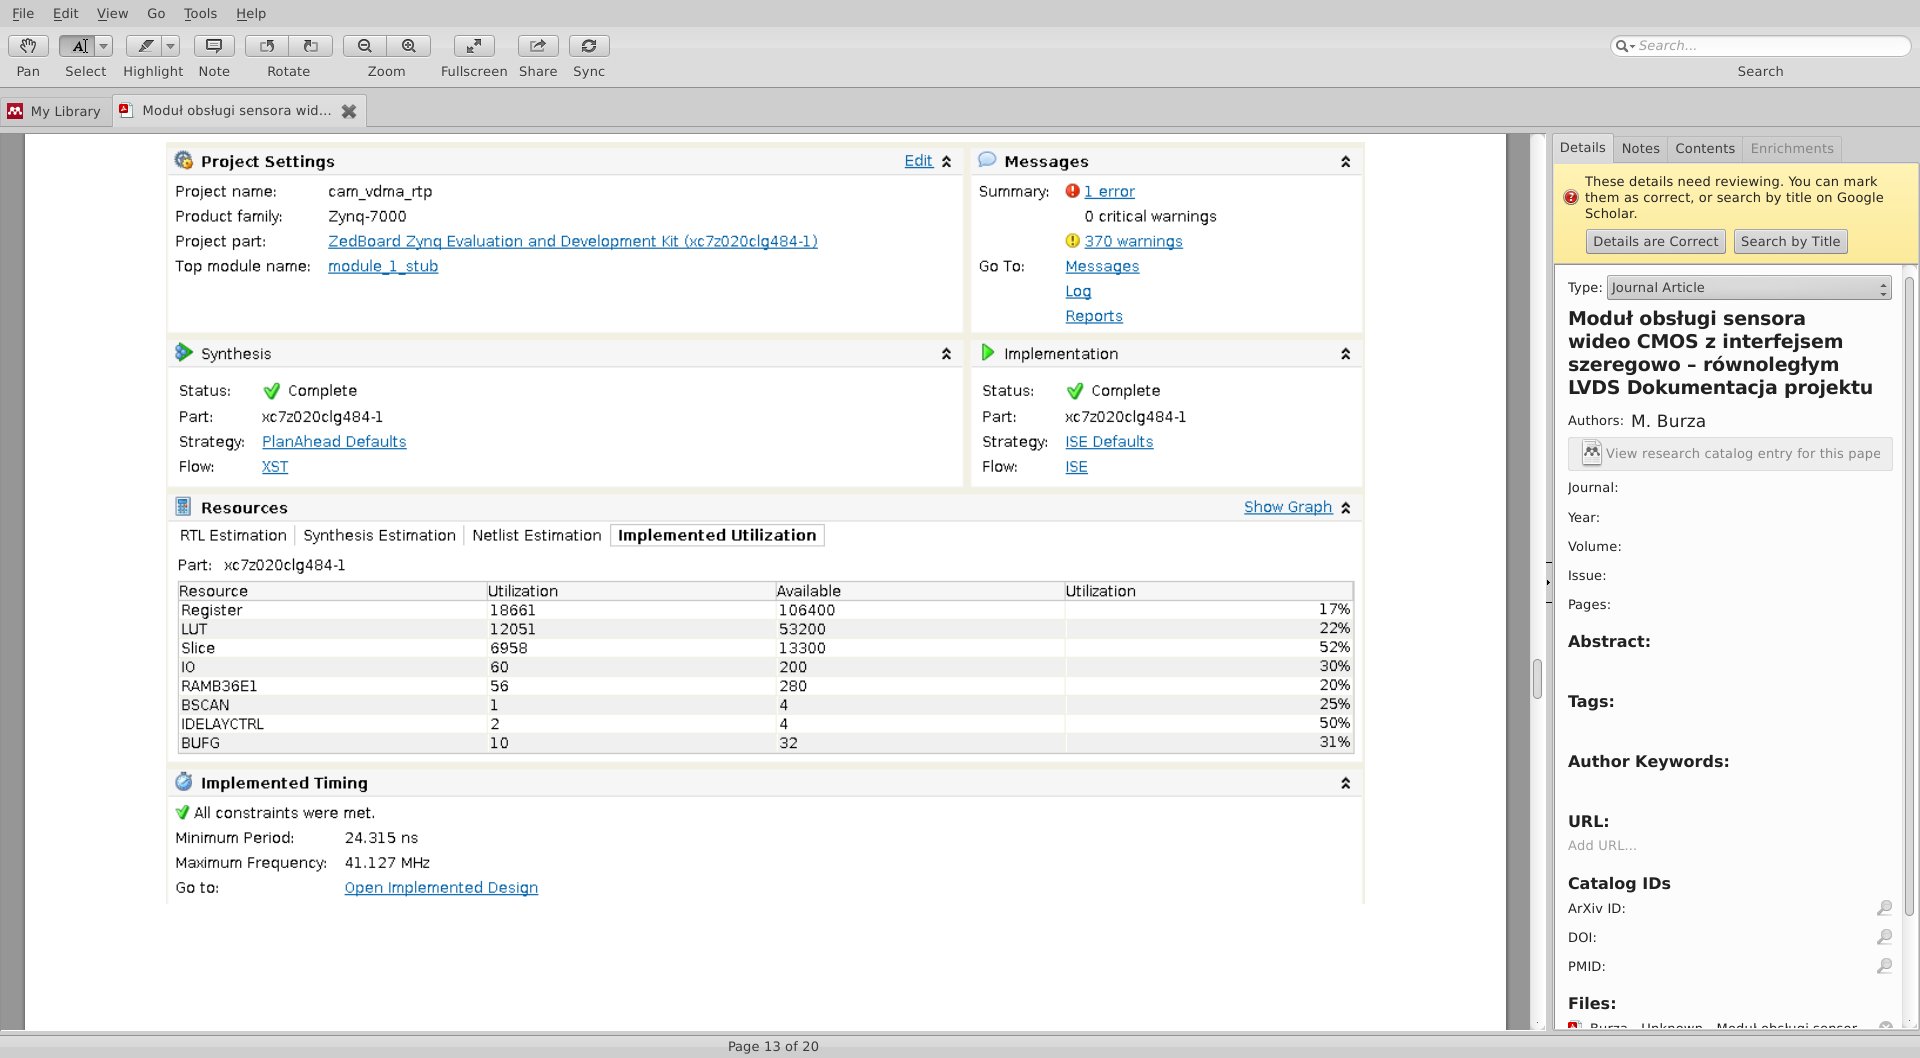 File Edit View Go Tools Help
Pan Select Highlight Note Rotate Zoom Fullscreen Share Sync
Search...
Search
My Library
Moduł obsługi sensora wid...
Project Settings Edit
Project name: cam_vdma_rtp
Product family: Zynq-7000
Project part: ZedBoard Zynq Evaluation and Development Kit (xc7z020clg484-1)
Top module name: module_1_stub
Messages
Summary: 1 error
0 critical warnings
370 warnings
Go To: Messages
Log
Reports
Synthesis
Status: Complete
Part: xc7z020clg484-1
Strategy: PlanAhead Defaults
Flow: XST
Implementation
Status: Complete
Part: xc7z020clg484-1
Strategy: ISE Defaults
Flow: ISE
Resources Show Graph
RTL Estimation Synthesis Estimation Netlist Estimation Implemented Utilization
Part: xc7z020clg484-1
Resource Utilization Available Utilization
Register 18661 106400 17%
LUT 12051 53200 22%
Slice 6958 13300 52%
IO 60 200 30%
RAMB36E1 56 280 20%
BSCAN 1 4 25%
IDELAYCTRL 2 4 50%
BUFG 10 32 31%
Implemented Timing
All constraints were met.
Minimum Period: 24.315 ns
Maximum Frequency: 41.127 MHz
Go to: Open Implemented Design
Details Notes Contents Enrichments
These details need reviewing. You can mark
them as correct, or search by title on Google
Scholar.
Details are Correct Search by Title
Type: Journal Article
Moduł obsługi sensora
wideo CMOS z interfejsem
szeregowo – równoległym
LVDS Dokumentacja projektu
Authors: M. Burza
View research catalog entry for this pape
Journal:
Year:
Volume:
Issue:
Pages:
Abstract:
Tags:
Author Keywords:
URL:
Add URL...
Catalog IDs
ArXiv ID:
DOI:
PMID:
Files:
Burza - Unknown - Moduł obsługi sensor
Page 13 of 20